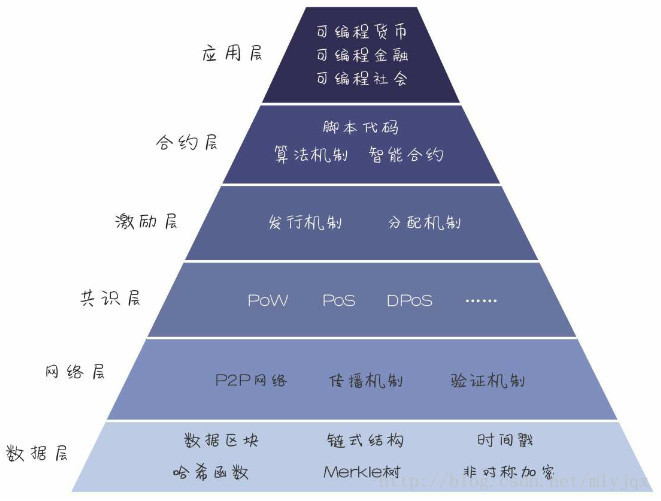 可编程货币
应用层 可编程金融
可编程社会
脚本代码
合约层 算法机制 智能合约
激励层 发行机制 分配机制
共识层 PoW PoS DPoS ……
网络层 P2P网络 传播机制 验证机制
数据区块 链式结构 时间戳
数据层 哈希函数 Merkle树 非对称加密
http://blog.csdn.net/mlyjqx